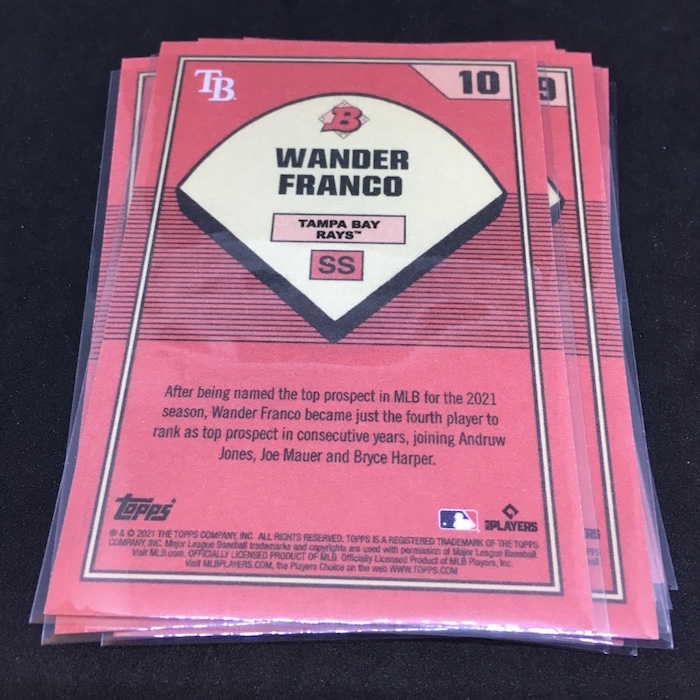 TB
10
9
B
WANDER
FRANCO
TAMPA BAY
RAYS™
SS
After being named the top prospect in MLB for the 2021
season, Wander Franco became just the fourth player to
rank as top prospect in consecutive years, joining Andruw
Jones, Joe Mauer and Bryce Harper.
topps
PLAYERS
® & © 2021 THE TOPPS COMPANY, INC. ALL RIGHTS RESERVED. TOPPS IS A REGISTERED TRADEMARK OF THE TOPPS
COMPANY, INC. Major League Baseball trademarks and copyrights are used with permission of Major League Baseball.
Visit MLB.com. OFFICIALLY LICENSED PRODUCT OF MLB. Officially Licensed Product of MLB Players, Inc.
Visit MLBPLAYERS.COM, the Players Choice on the web WWW.TOPPS.COM